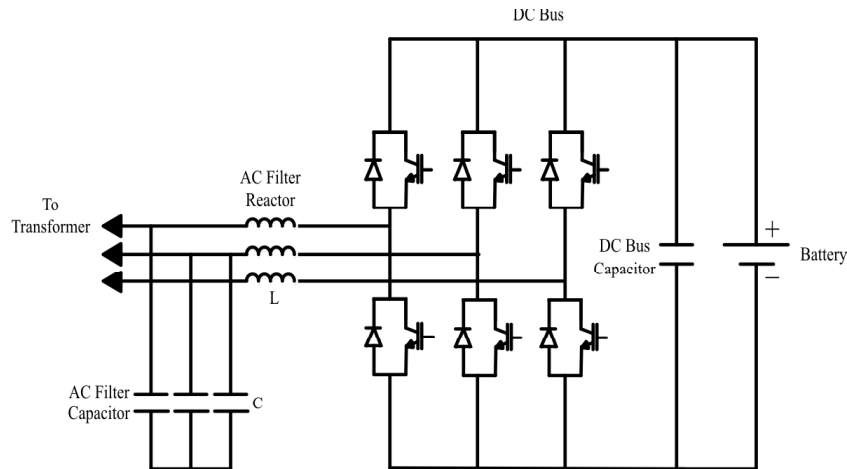 DC Bus
AC Filter
Reactor
To
Transformer
L
DC Bus
Capacitor
+
−
Battery
AC Filter
Capacitor
C